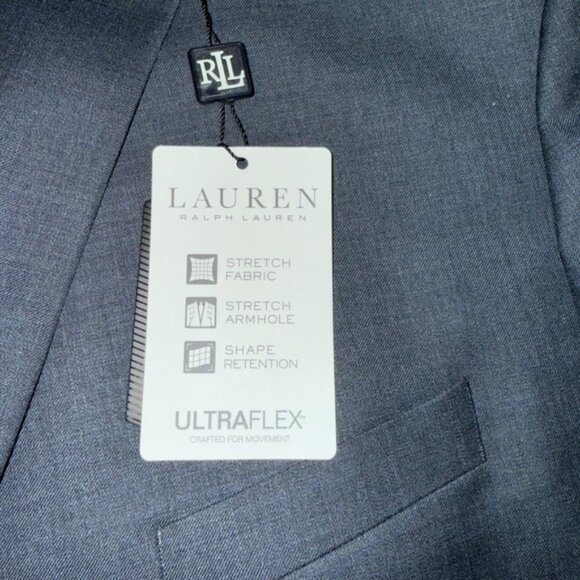 RLL
LAUREN
RALPH LAUREN
STRETCH
FABRIC
STRETCH
ARMHOLE
SHAPE
RETENTION
ULTRAFLEX
CRAFTED FOR MOVEMENT